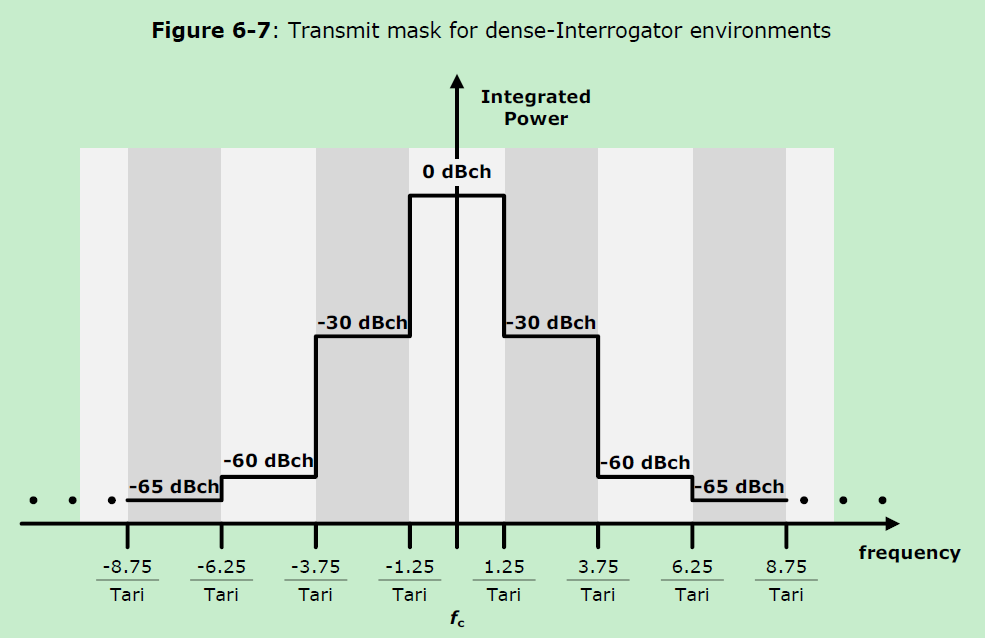 Figure 6-7: Transmit mask for dense-Interrogator environments
Integrated
Power
0 dBch
-30 dBch
-30 dBch
-60 dBch
-60 dBch
-65 dBch
-65 dBch
frequency
-8.75 -6.25 -3.75 -1.25 1.25 3.75 6.25 8.75
Tari Tari Tari Tari Tari Tari Tari Tari
fc